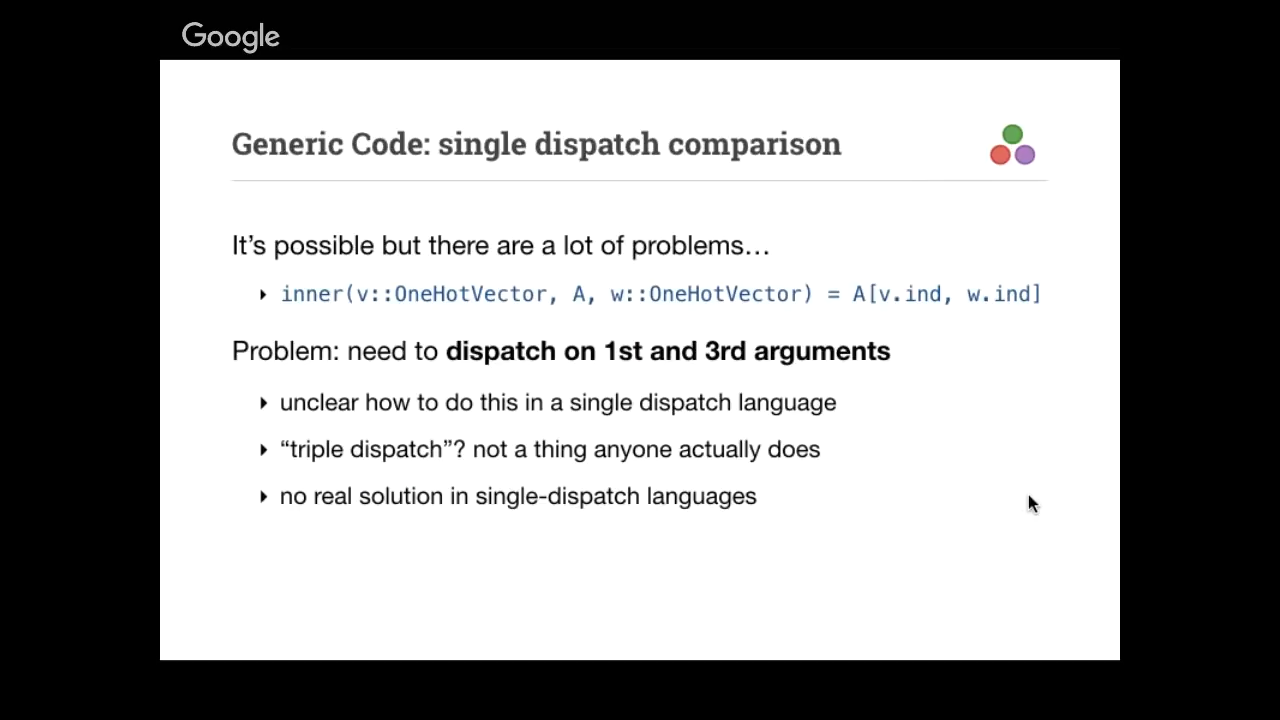 Google
Generic Code: single dispatch comparison
It’s possible but there are a lot of problems…
‣ inner(v::OneHotVector, A, w::OneHotVector) = A[v.ind, w.ind]
Problem: need to dispatch on 1st and 3rd arguments
‣ unclear how to do this in a single dispatch language
‣ “triple dispatch”? not a thing anyone actually does
‣ no real solution in single-dispatch languages